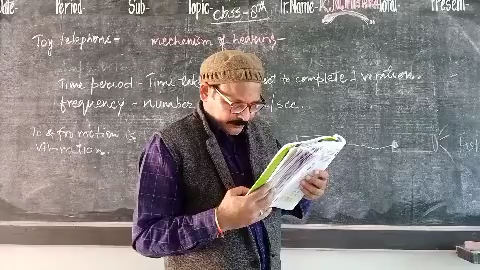 Date- Period- Sub- Topic- Class-8th Tr.Name- Total- Present-
Toy telephone- mechanism of hearing-
Time period - Time to complete 1 vibration.
frequency - number /sec.
To & fro motion is
vibration.